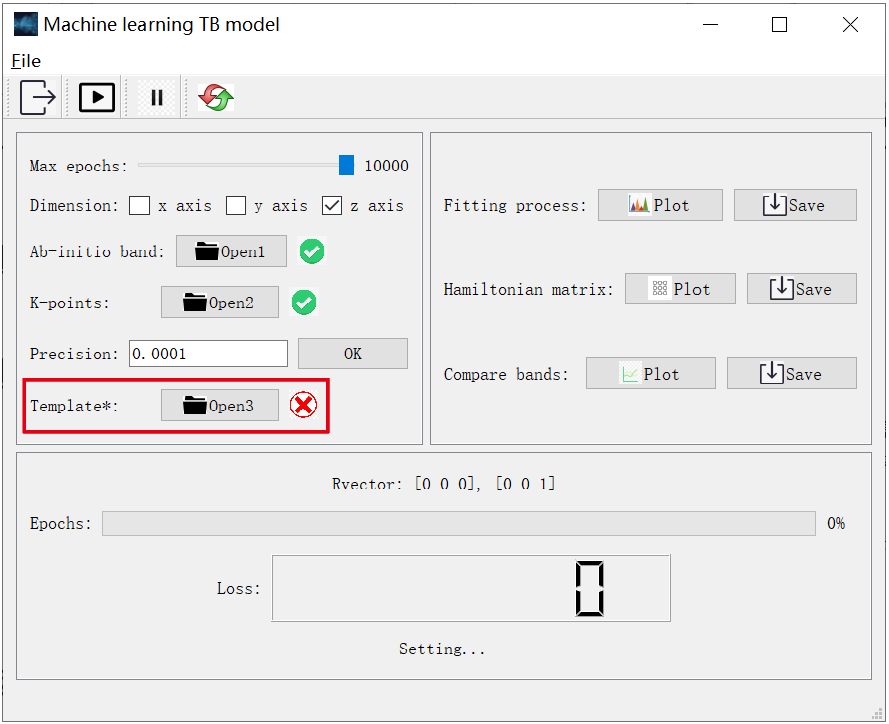 Machine learning TB model
File
Max epochs: 10000
Dimension: x axis y axis z axis
Ab-initio band: Open1
K-points: Open2
Precision: 0.0001 OK
Template*: Open3
Fitting process: Plot Save
Hamiltonian matrix: Plot Save
Compare bands: Plot Save
Rvector: [0 0 0], [0 0 1]
Epochs: 0%
Loss: 0
Setting...